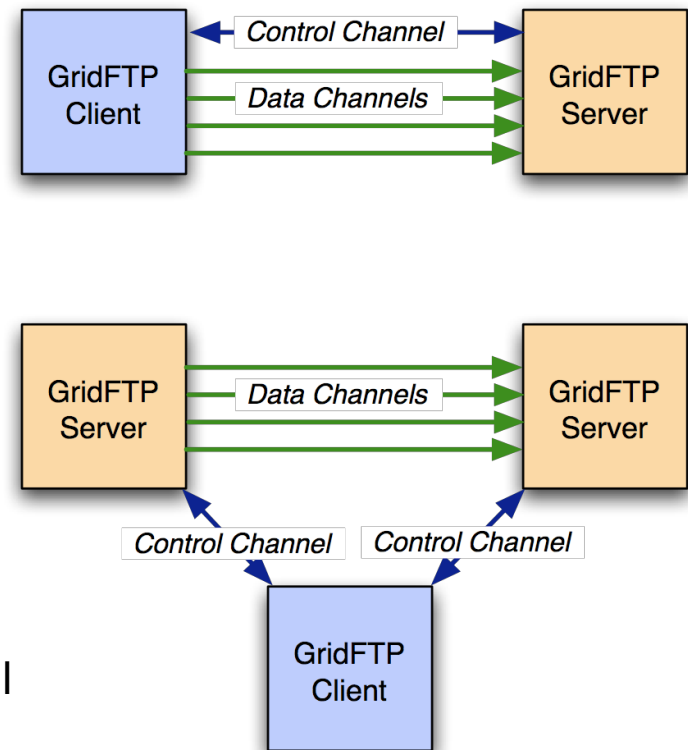 Control Channel
GridFTP
Client
Data Channels
GridFTP
Server
GridFTP
Server
Data Channels
GridFTP
Server
Control Channel
Control Channel
GridFTP
Client
l